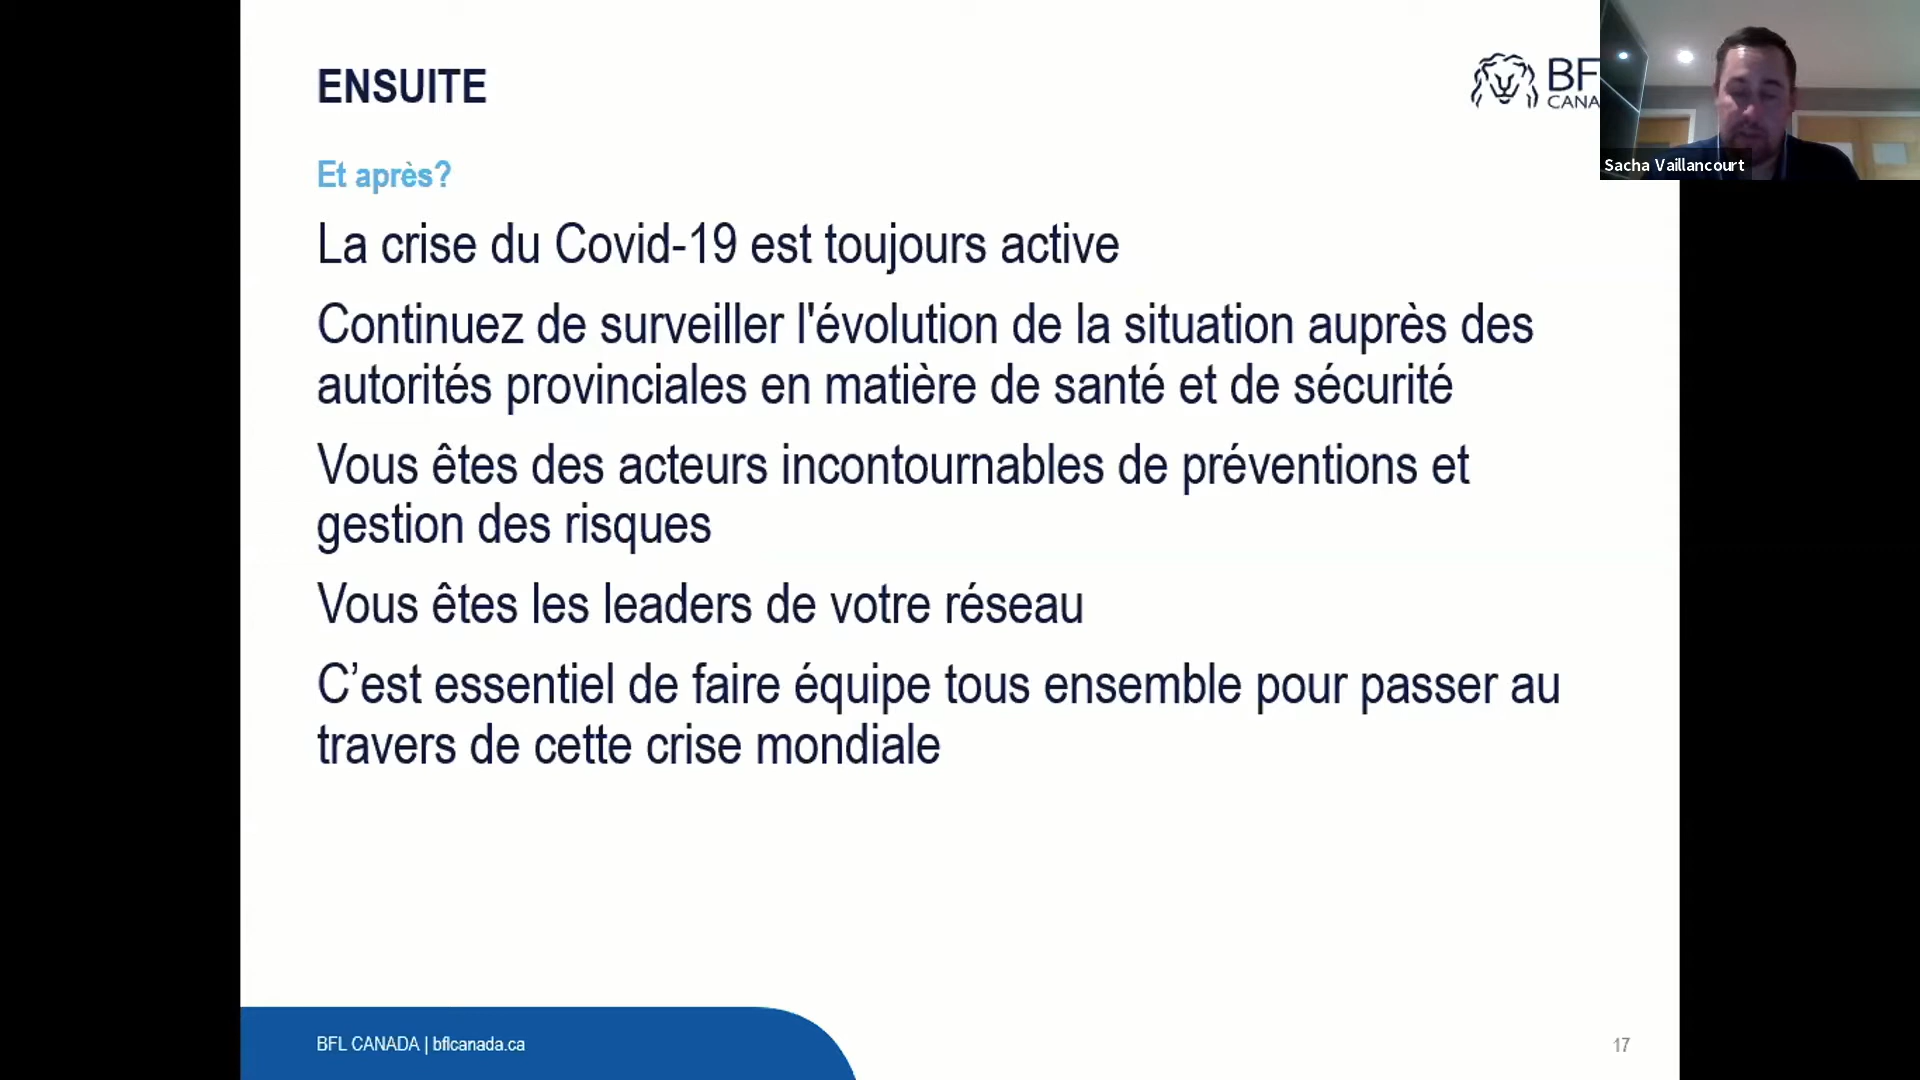 ENSUITE
BF
CANA
Sacha Vaillancourt
Et après?
La crise du Covid-19 est toujours active
Continuez de surveiller l'évolution de la situation auprès des
autorités provinciales en matière de santé et de sécurité
Vous êtes des acteurs incontournables de préventions et
gestion des risques
Vous êtes les leaders de votre réseau
C’est essentiel de faire équipe tous ensemble pour passer au
travers de cette crise mondiale
BFL CANADA | bflcanada.ca
17